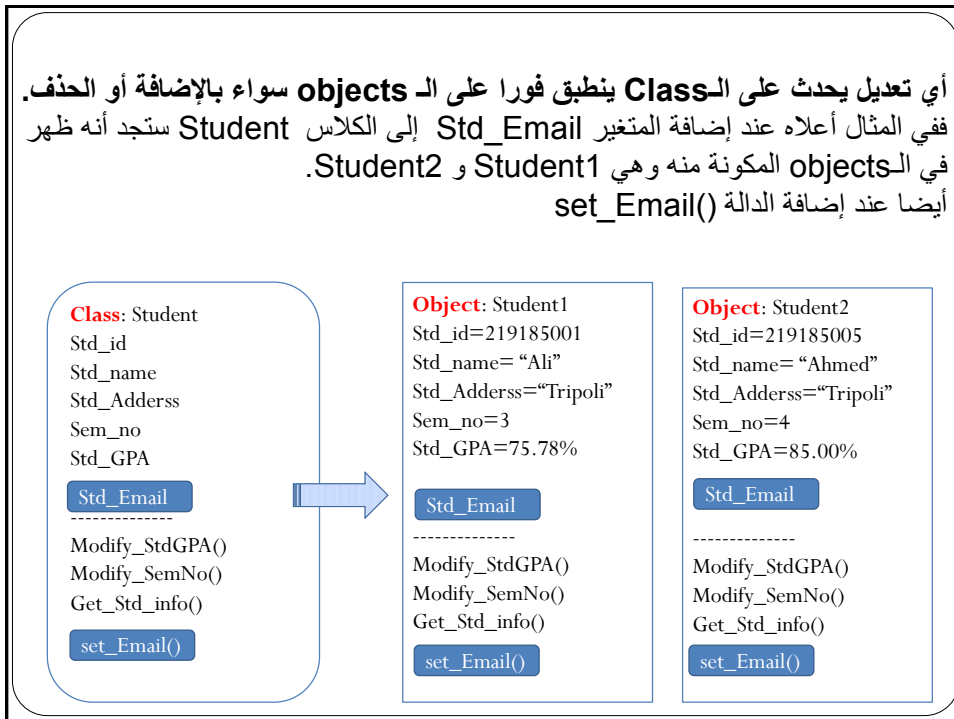 أي تعديل يحدث على الـClass ينطبق فورا على الـ objects سواء بالإضافة أو الحذف.
ففي المثال أعلاه عند إضافة المتغير Std_Email إلى الكلاس Student ستجد أنه ظهر
في الـobjects المكونة منه وهي Student1 و Student2.
أيضا عند إضافة الدالة set_Email()
Class: Student
Std_id
Std_name
Std_Adderss
Sem_no
Std_GPA
Std_Email
--------------
Modify_StdGPA()
Modify_SemNo()
Get_Std_info()
set_Email()
Object: Student1
Std_id=219185001
Std_name= “Ali”
Std_Adderss=“Tripoli”
Sem_no=3
Std_GPA=75.78%
Std_Email
--------------
Modify_StdGPA()
Modify_SemNo()
Get_Std_info()
set_Email()
Object: Student2
Std_id=219185005
Std_name= “Ahmed”
Std_Adderss=“Tripoli”
Sem_no=4
Std_GPA=85.00%
Std_Email
--------------
Modify_StdGPA()
Modify_SemNo()
Get_Std_info()
set_Email()